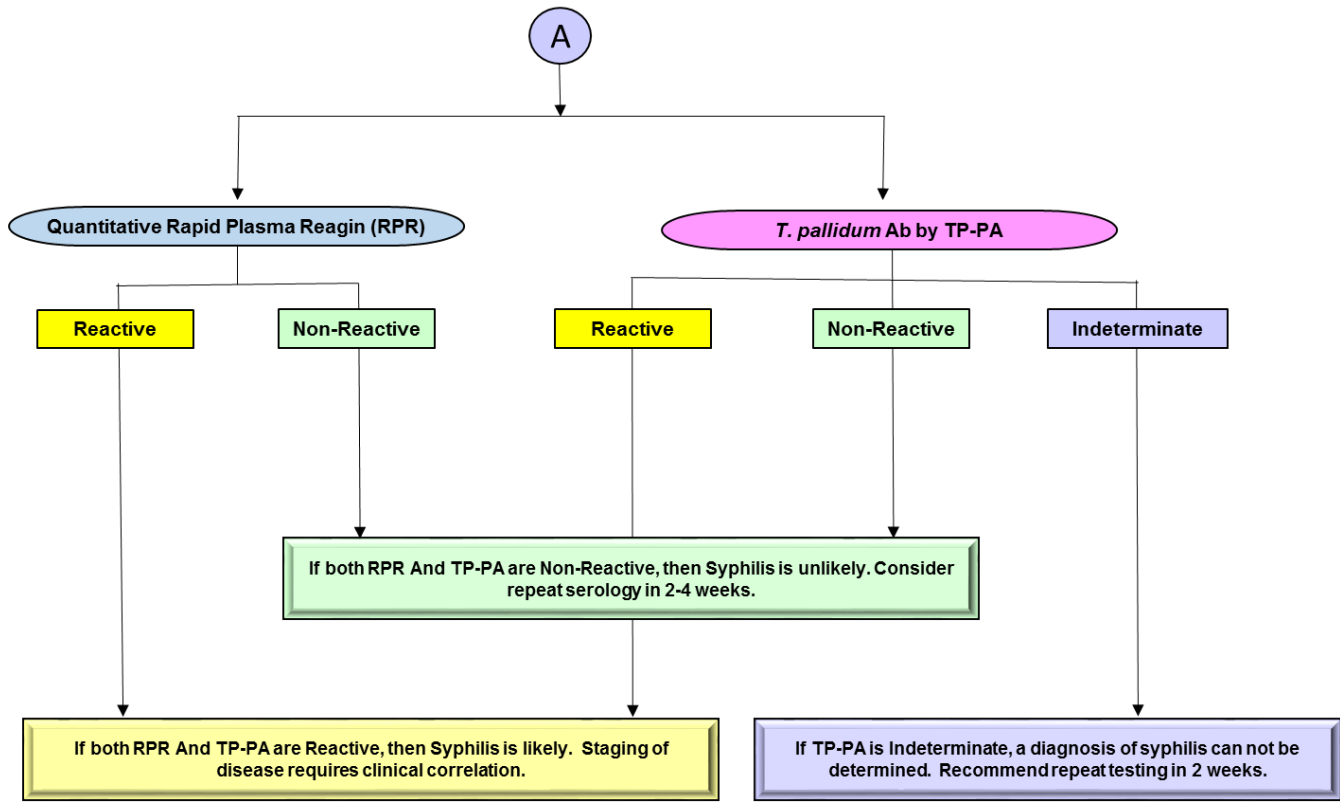 A
Quantitative Rapid Plasma Reagin (RPR)
T. pallidum Ab by TP-PA
Reactive
Non-Reactive
Reactive
Non-Reactive
Indeterminate
If both RPR And TP-PA are Non-Reactive, then Syphilis is unlikely. Consider
repeat serology in 2-4 weeks.
If both RPR And TP-PA are Reactive, then Syphilis is likely. Staging of
disease requires clinical correlation.
If TP-PA is Indeterminate, a diagnosis of syphilis can not be
determined. Recommend repeat testing in 2 weeks.